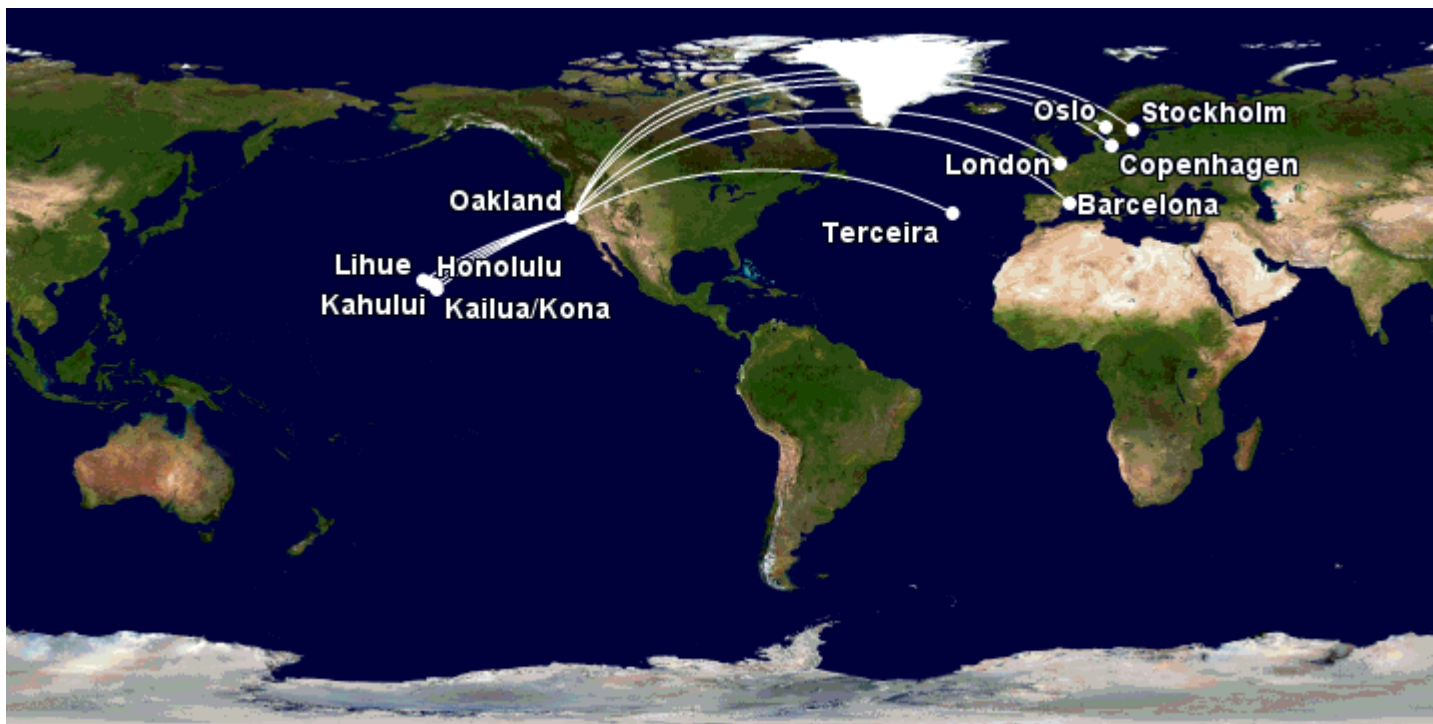 Oslo
Stockholm
London
Copenhagen
Oakland
Barcelona
Terceira
Lihue
Honolulu
Kahului
Kailua/Kona